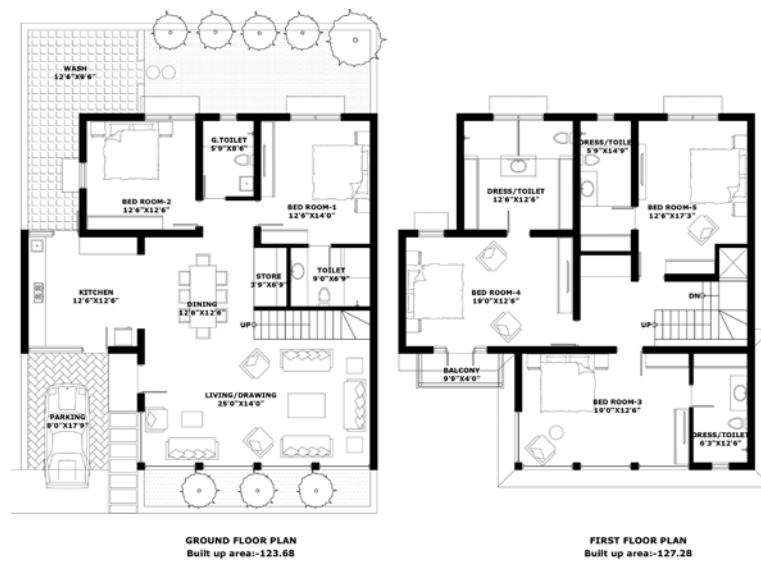 WASH
12'6"X9'6"
G.TOILET
5'9"X8'6"
BED ROOM-2
12'6"X12'6"
BED ROOM-1
12'6"X14'0"
KITCHEN
12'6"X12'6"
DINING
12'6"X12'6"
STORE
3'9"X6'9"
TOILET
9'0"X6'9"
UP
LIVING/DRAWING
25'0"X14'0"
PARKING
9'0"X17'9"
GROUND FLOOR PLAN
Built up area:-123.68
DRESS/TOILET
5'9"X14'9"
DRESS/TOILET
12'6"X12'6"
BED ROOM-5
12'6"X17'3"
BED ROOM-4
19'0"X12'6"
DN
UP
BALCONY
9'9"X4'0"
BED ROOM-3
19'0"X12'6"
DRESS/TOILET
6'3"X12'6"
FIRST FLOOR PLAN
Built up area:-127.28